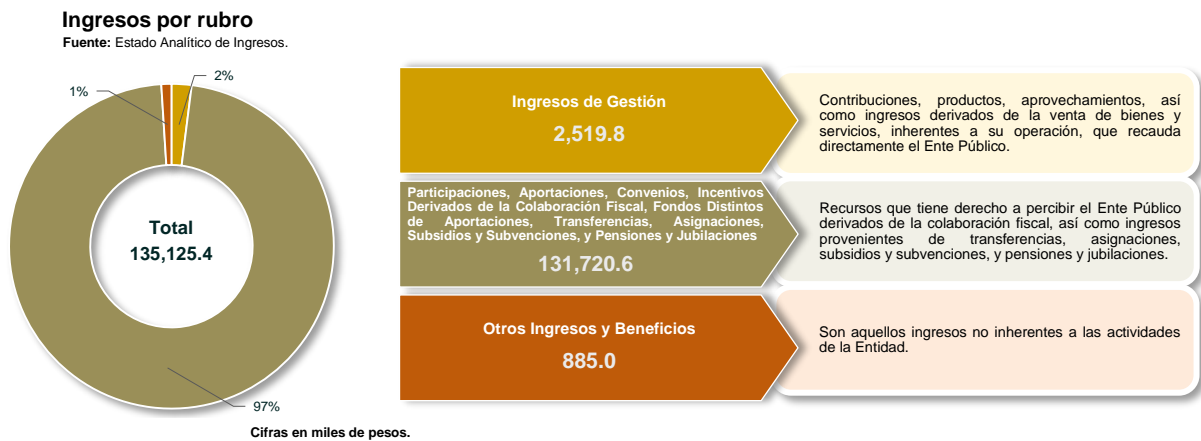 Ingresos por rubro
Fuente: Estado Analítico de Ingresos.
2%
1%
Total
135,125.4
97%
Cifras en miles de pesos.
Ingresos de Gestión
2,519.8
Contribuciones, productos, aprovechamientos, así
como ingresos derivados de la venta de bienes y
servicios, inherentes a su operación, que recauda
directamente el Ente Público.
Participaciones, Aportaciones, Convenios, Incentivos
Derivados de la Colaboración Fiscal, Fondos Distintos
de Aportaciones, Transferencias, Asignaciones,
Subsidios y Subvenciones, y Pensiones y Jubilaciones
131,720.6
Recursos que tiene derecho a percibir el Ente Público
derivados de la colaboración fiscal, así como ingresos
provenientes de transferencias, asignaciones,
subsidios y subvenciones, y pensiones y jubilaciones.
Otros Ingresos y Beneficios
885.0
Son aquellos ingresos no inherentes a las actividades
de la Entidad.